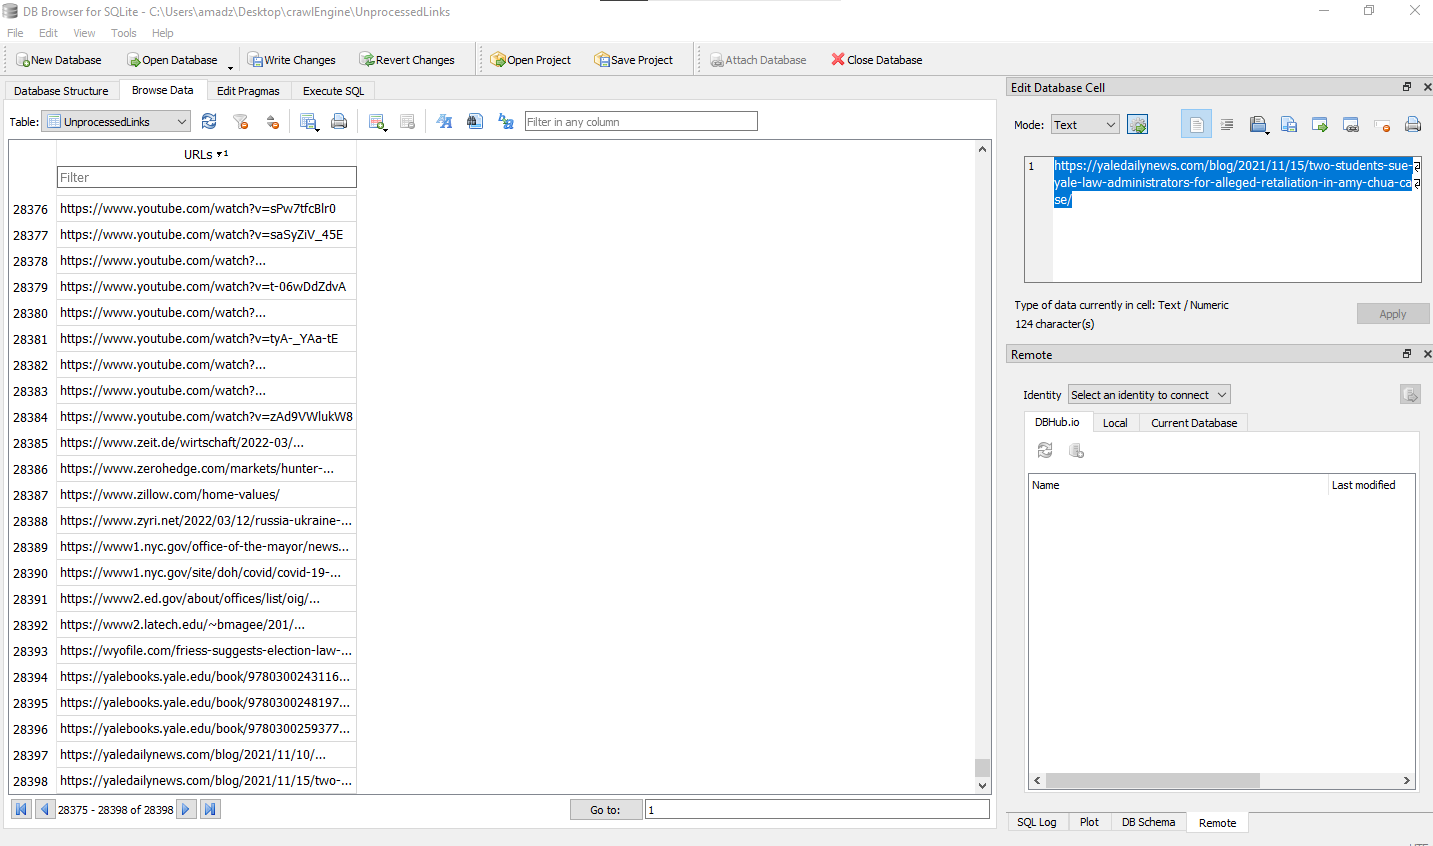 DB Browser for SQLite - C:\Users\amadz\Desktop\crawlEngine\UnprocessedLinks
File Edit View Tools Help
New Database Open Database Write Changes Revert Changes Open Project Save Project Attach Database Close Database
Database Structure Browse Data Edit Pragmas Execute SQL
Table: UnprocessedLinks Filter in any column
URLs 1
Filter
28376 https://www.youtube.com/watch?v=sPw7tfcBlr0
28377 https://www.youtube.com/watch?v=saSyZiV_45E
28378 https://www.youtube.com/watch?...
28379 https://www.youtube.com/watch?v=t-06wDdZdvA
28380 https://www.youtube.com/watch?...
28381 https://www.youtube.com/watch?v=tyA-_YAa-tE
28382 https://www.youtube.com/watch?...
28383 https://www.youtube.com/watch?...
28384 https://www.youtube.com/watch?v=zAd9VWlukW8
28385 https://www.zeit.de/wirtschaft/2022-03/...
28386 https://www.zerohedge.com/markets/hunter-...
28387 https://www.zillow.com/home-values/
28388 https://www.zyri.net/2022/03/12/russia-ukraine-...
28389 https://www1.nyc.gov/office-of-the-mayor/news...
28390 https://www1.nyc.gov/site/doh/covid/covid-19-...
28391 https://www2.ed.gov/about/offices/list/oig/...
28392 https://www2.latech.edu/~bmagee/201/...
28393 https://wyofile.com/friess-suggests-election-law-...
28394 https://yalebooks.yale.edu/book/9780300243116...
28395 https://yalebooks.yale.edu/book/9780300248197...
28396 https://yalebooks.yale.edu/book/9780300259377...
28397 https://yaledailynews.com/blog/2021/11/10/...
28398 https://yaledailynews.com/blog/2021/11/15/two-...
28375 - 28398 of 28398 Go to: 1
Edit Database Cell
Mode: Text
1 https://yaledailynews.com/blog/2021/11/15/two-students-sue-
yale-law-administrators-for-alleged-retaliation-in-amy-chua-ca
se/
Type of data currently in cell: Text / Numeric
124 character(s)
Apply
Remote
Identity Select an identity to connect
DBHub.io Local Current Database
Name Last modified
SQL Log Plot DB Schema Remote